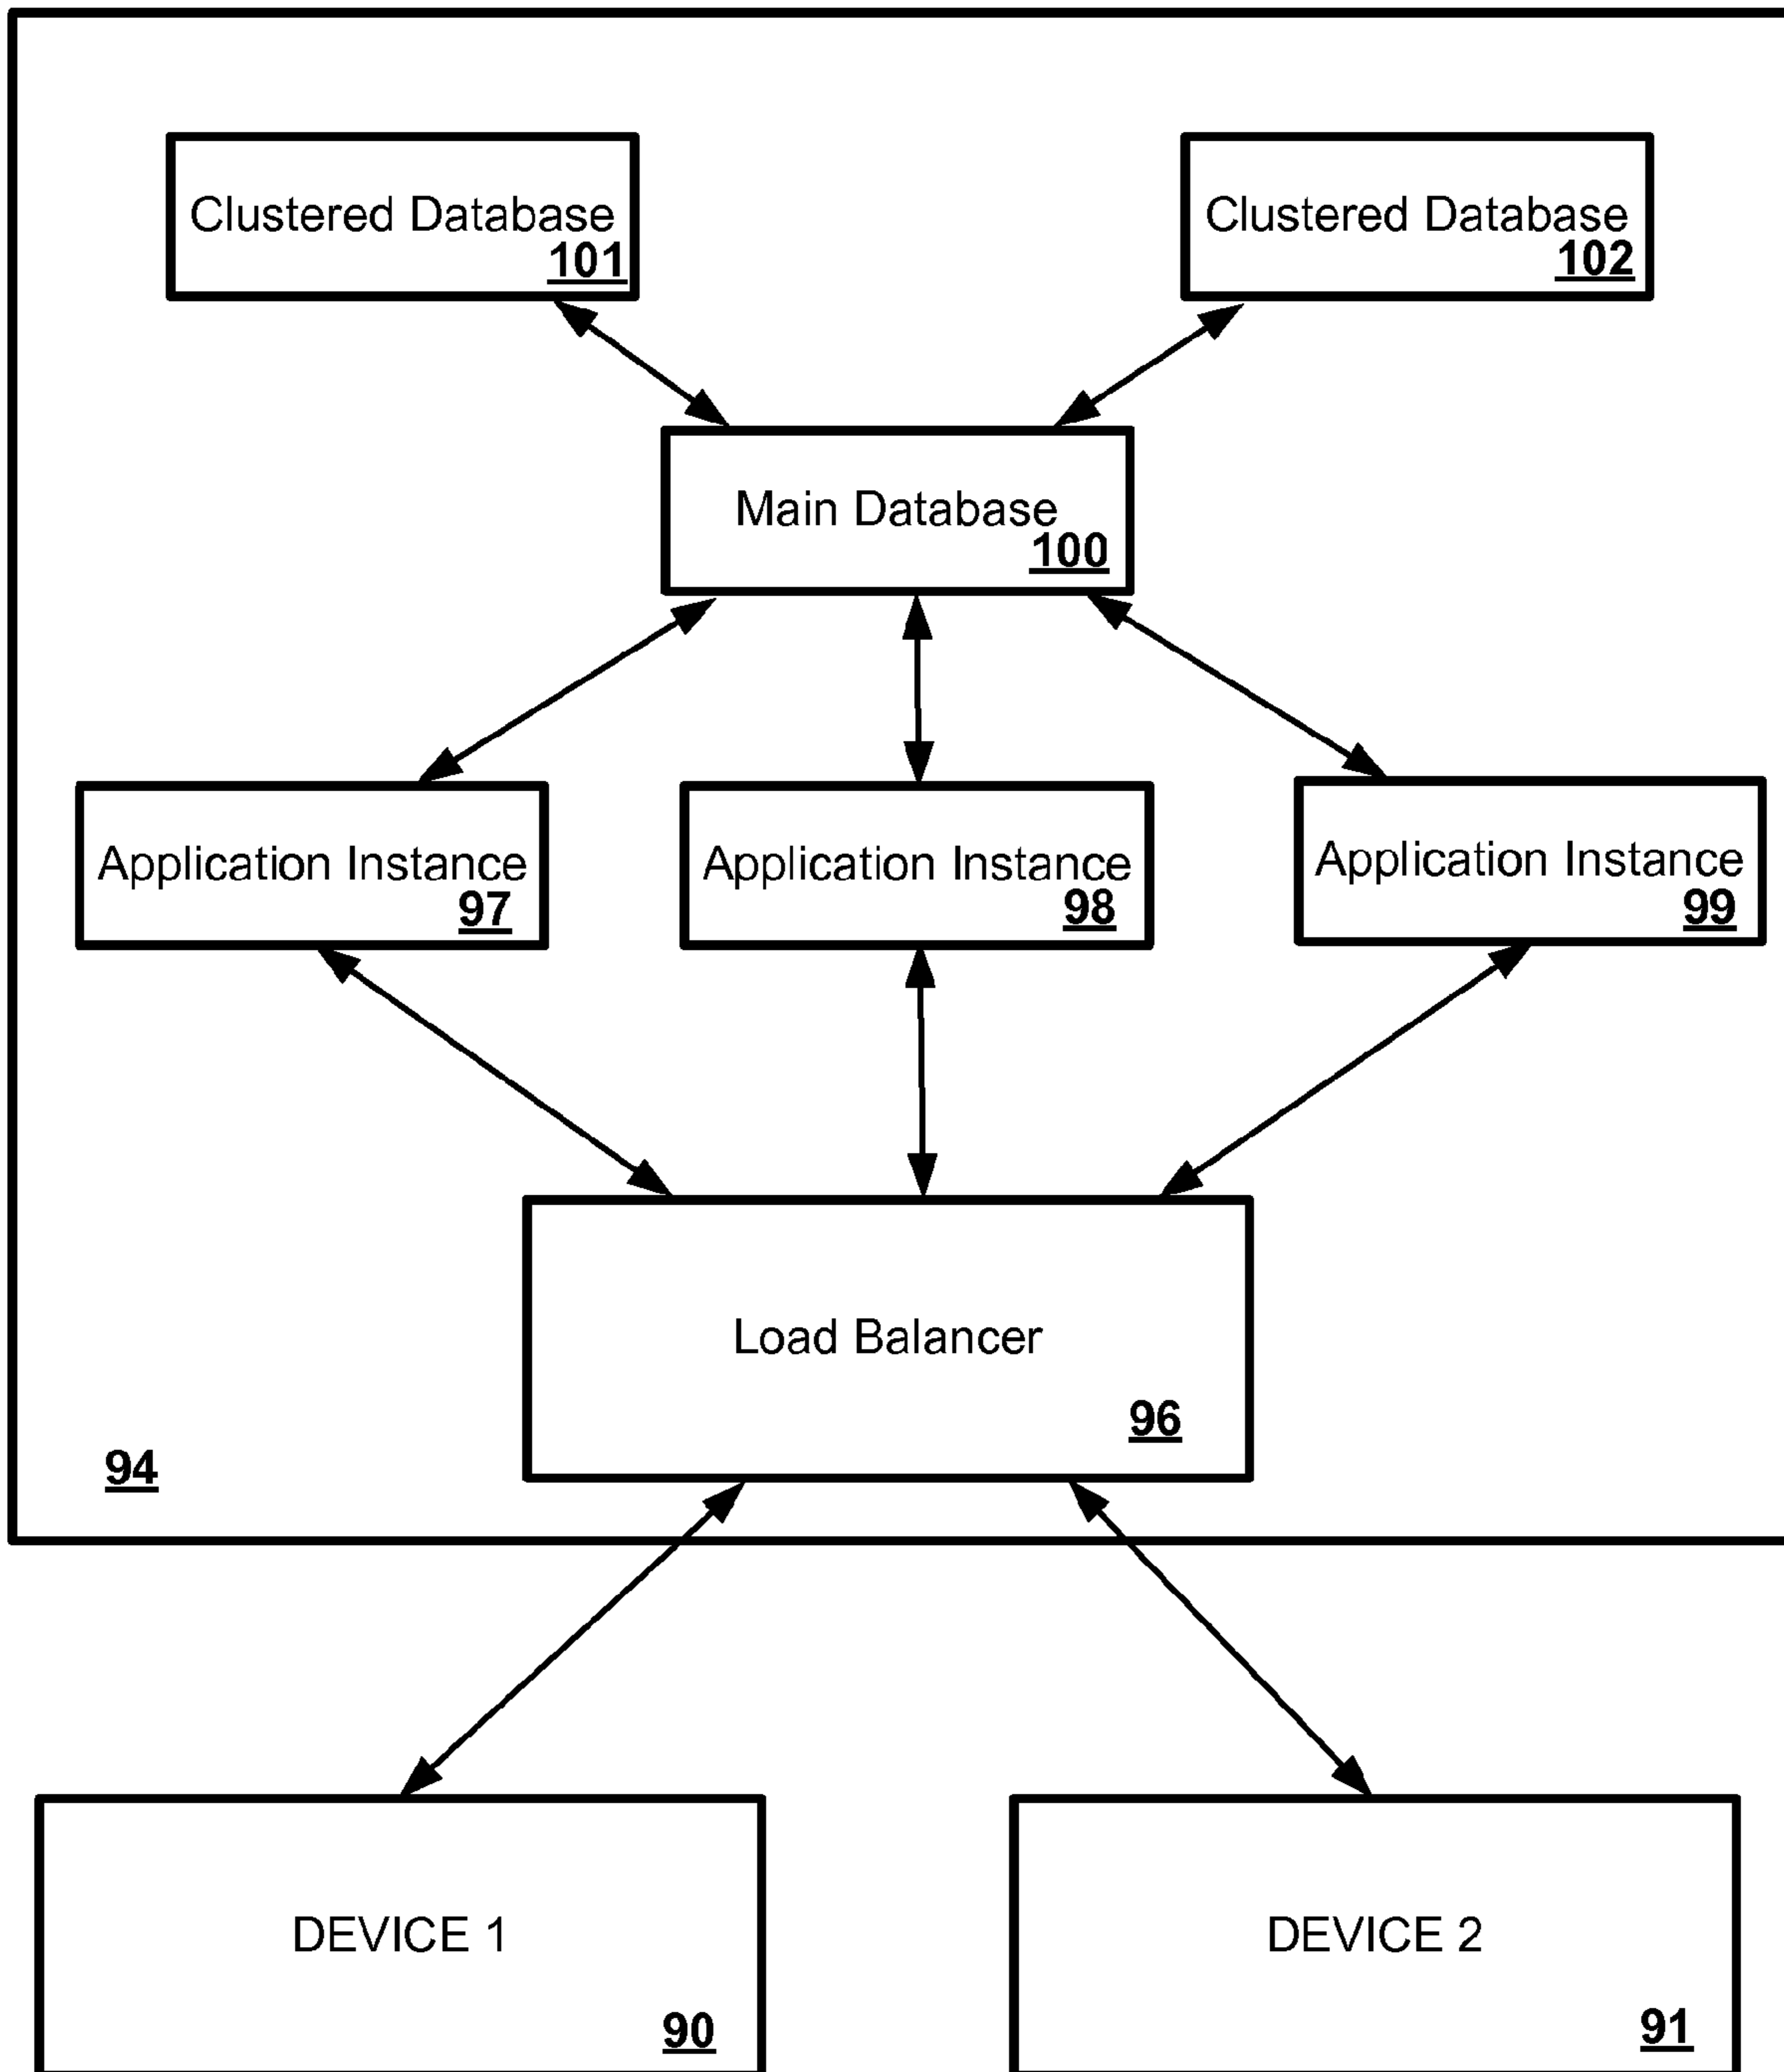 Clustered Database
101
Clustered Database
102
Main Database
100
Application Instance
97
Application Instance
98
Application Instance
99
Load Balancer
96
94
DEVICE 1
90
DEVICE 2
91